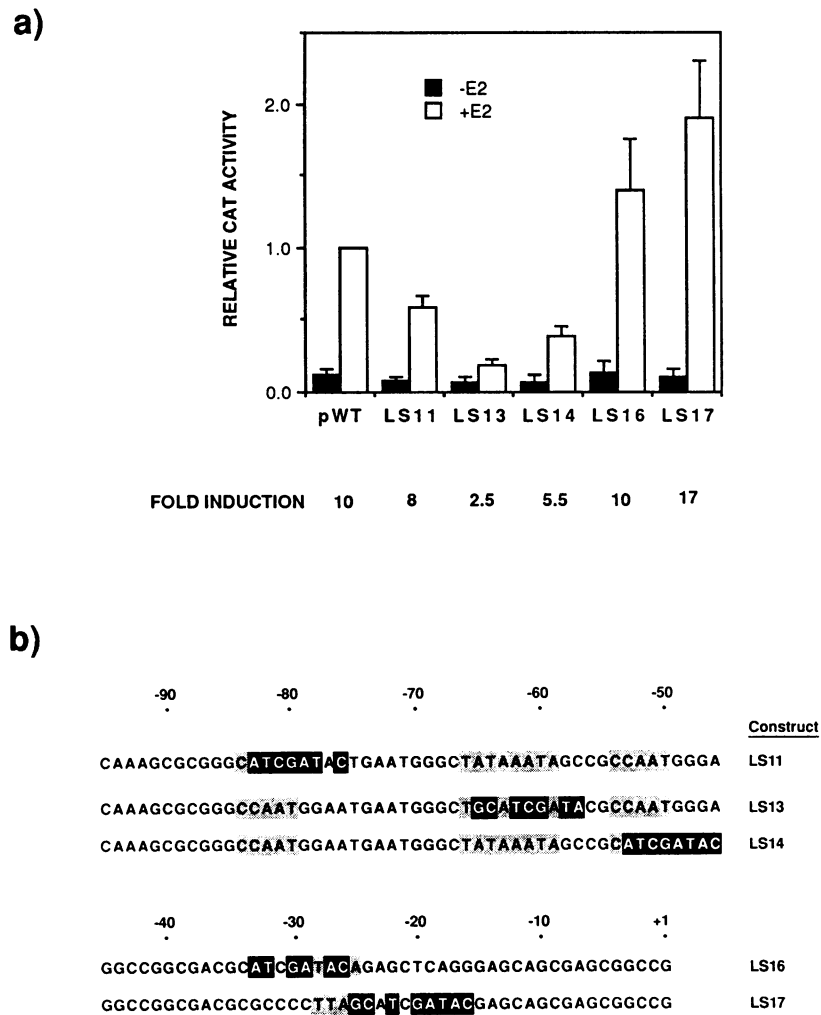 a)
RELATIVE CAT ACTIVITY
-E2
+E2
2.0
1.0
0.0
pWT LS11 LS13 LS14 LS16 LS17
FOLD INDUCTION 10 8 2.5 5.5 10 17
b)
-90 -80 -70 -60 -50
Construct
CAAAGCGCGGGCATCGATACTGAATGGGCTATAAATAGCCGCCAATGGGA LS11
CAAAGCGCGGGCCAATGGAATGAATGGGCTGCATCGATACGCCAATGGGA LS13
CAAAGCGCGGGCCAATGGAATGAATGGGCTATAAATAGCCGCATCGATAC LS14
-40 -30 -20 -10 +1
GGCCGGCGACGCATCGATACAGAGCTCAGGGAGCAGCGAGCGGCCG LS16
GGCCGGCGACGCGCCCCTTAGCATCGATACGAGCAGCGAGCGGCCG LS17